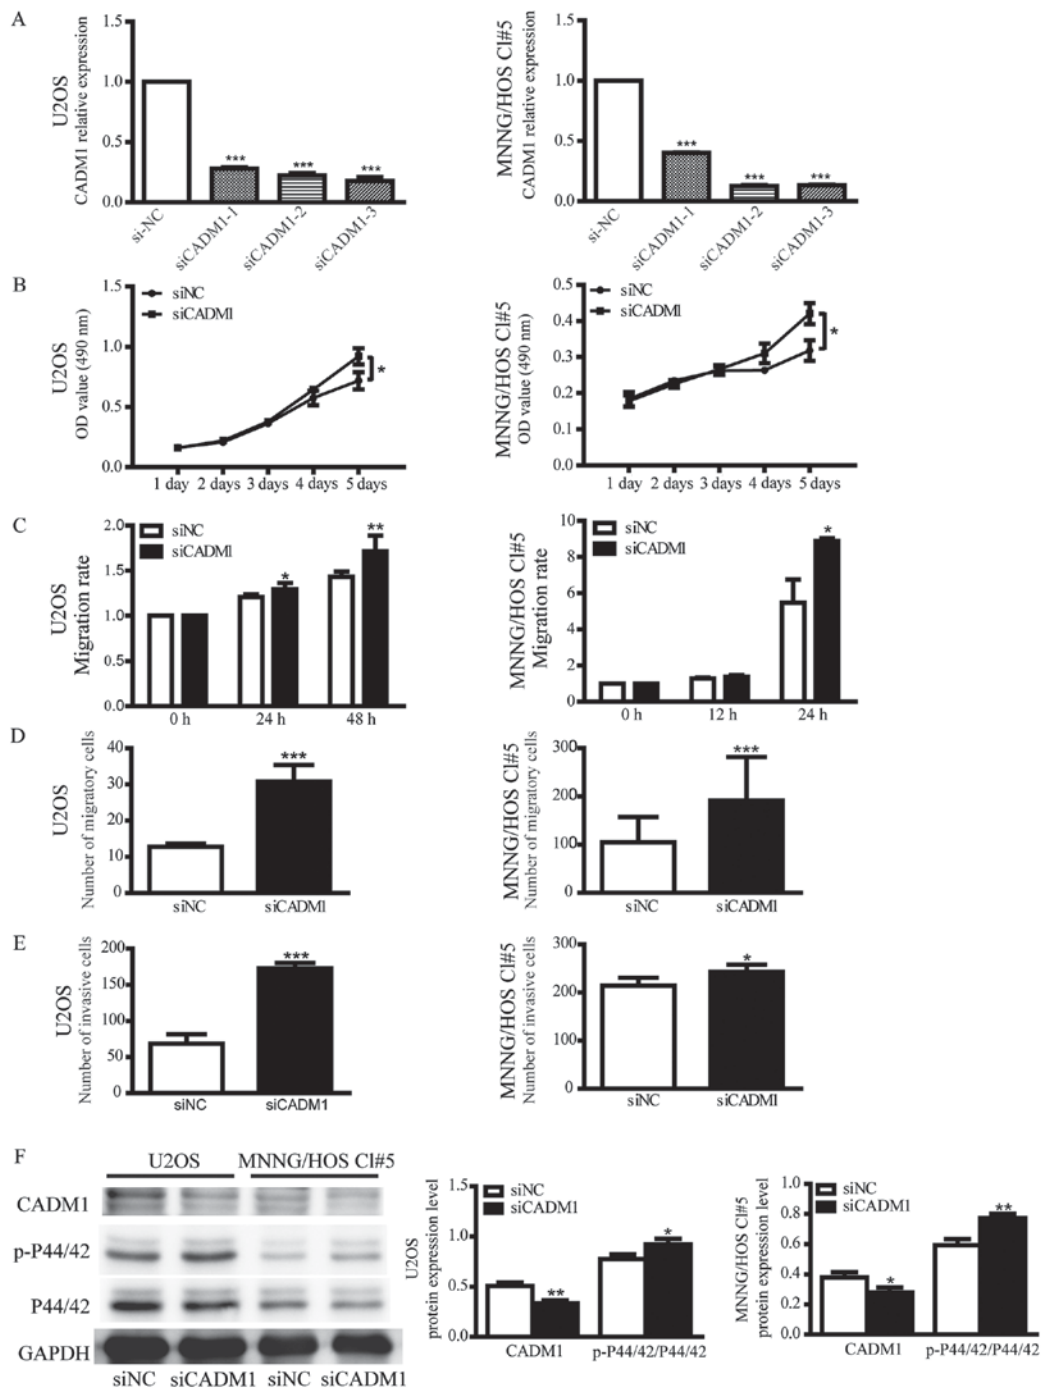 A
U2OS
CADM1 relative expression
1.5
1.0
0.5
0.0
***
***
***
si-NC
siCADM1-1
siCADM1-2
siCADM1-3
MNNG/HOS Cl#5
CADM1 relative expression
1.5
1.0
0.5
0.0
***
***
***
si-NC
siCADM1-1
siCADM1-2
siCADM1-3
B
U2OS
OD value (490 nm)
1.5
1.0
0.5
0.0
siNC
siCADM1
*
1 day 2 days 3 days 4 days 5 days
MNNG/HOS Cl#5
OD value (490 nm)
0.5
0.4
0.3
0.2
0.1
0.0
siNC
siCADM1
*
1 day 2 days 3 days 4 days 5 days
C
U2OS
Migration rate
2.0
1.5
1.0
0.5
0.0
siNC
siCADM1
*
**
0 h 24 h 48 h
MNNG/HOS Cl#5
Migration rate
10
8
6
4
2
0
siNC
siCADM1
*
0 h 12 h 24 h
D
U2OS
Number of migratory cells
40
30
20
10
0
***
siNC siCADM1
MNNG/HOS Cl#5
Number of migratory cells
300
200
100
0
***
siNC siCADM1
E
U2OS
Number of invasive cells
200
150
100
50
0
***
siNC siCADM1
MNNG/HOS Cl#5
Number of invasive cells
300
200
100
0
*
siNC siCADM1
F
U2OS MNNG/HOS Cl#5
CADM1
p-P44/42
P44/42
GAPDH
siNC siCADM1 siNC siCADM1
U2OS
protein expression level
1.5
1.0
0.5
0.0
siNC
siCADM1
**
*
CADM1 p-P44/42/P44/42
MNNG/HOS Cl#5
protein expression level
1.0
0.8
0.6
0.4
0.2
0.0
siNC
siCADM1
*
**
CADM1 p-P44/42/P44/42